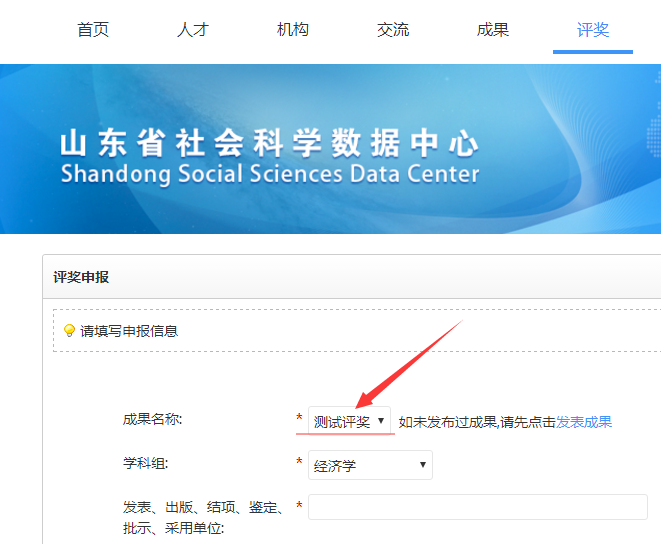 首页 人才 机构 交流 成果 评奖
山东省社会科学数据中心
Shandong Social Sciences Data Center
评奖申报
请填写申报信息
成果名称: * 测试评奖 如未发布过成果,请先点击发表成果
学科组: * 经济学
发表、出版、结项、鉴定、 *
批示、采用单位: